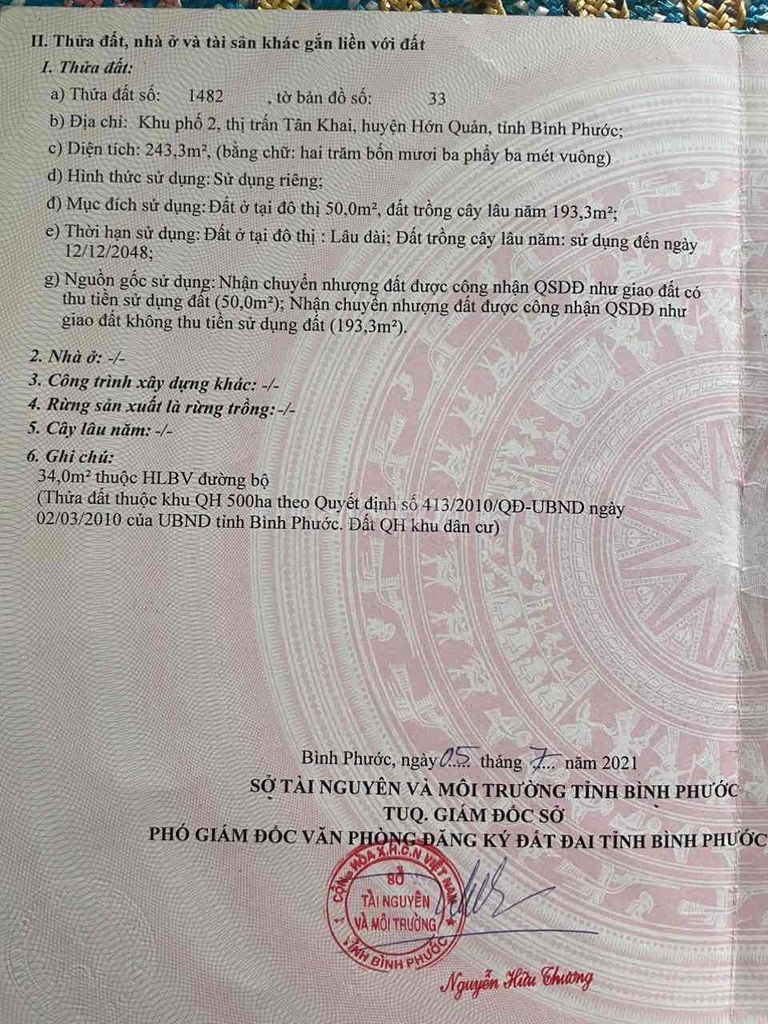 II. Thửa đất, nhà ở và tài sản khác gắn liền với đất
1. Thửa đất:
a) Thửa đất số: 1482 , tờ bản đồ số: 33
b) Địa chỉ: Khu phố 2, thị trấn Tân Khai, huyện Hớn Quản, tỉnh Bình Phước;
c) Diện tích: 243,3m², (bằng chữ: hai trăm bốn mươi ba phẩy ba mét vuông)
d) Hình thức sử dụng: Sử dụng riêng;
đ) Mục đích sử dụng: Đất ở tại đô thị 50,0m², đất trồng cây lâu năm 193,3m²;
e) Thời hạn sử dụng: Đất ở tại đô thị : Lâu dài; Đất trồng cây lâu năm: sử dụng đến ngày
12/12/2048;
g) Nguồn gốc sử dụng: Nhận chuyển nhượng đất được công nhận QSDĐ như giao đất có
thu tiền sử dụng đất (50,0m²); Nhận chuyển nhượng đất được công nhận QSDĐ như
giao đất không thu tiền sử dụng đất (193,3m²).
2. Nhà ở: -/-
3. Công trình xây dựng khác: -/-
4. Rừng sản xuất là rừng trồng: -/-
5. Cây lâu năm: -/-
6. Ghi chú:
34,0m² thuộc HLBV đường bộ
(Thửa đất thuộc khu QH 500ha theo Quyết định số 413/2010/QĐ-UBND ngày
02/03/2010 của UBND tỉnh Bình Phước. Đất QH khu dân cư)
Bình Phước, ngày 05 tháng 7 năm 2021
SỞ TÀI NGUYÊN VÀ MÔI TRƯỜNG TỈNH BÌNH PHƯỚC
TUQ. GIÁM ĐỐC SỞ
PHÓ GIÁM ĐỐC VĂN PHÒNG ĐĂNG KÝ ĐẤT ĐAI TỈNH BÌNH PHƯỚC
CỘNG HÒA X.H.C.N VIỆT NAM
SỞ
TÀI NGUYÊN
VÀ MÔI TRƯỜNG
TỈNH BÌNH PHƯỚC
Nguyễn Hữu Thương